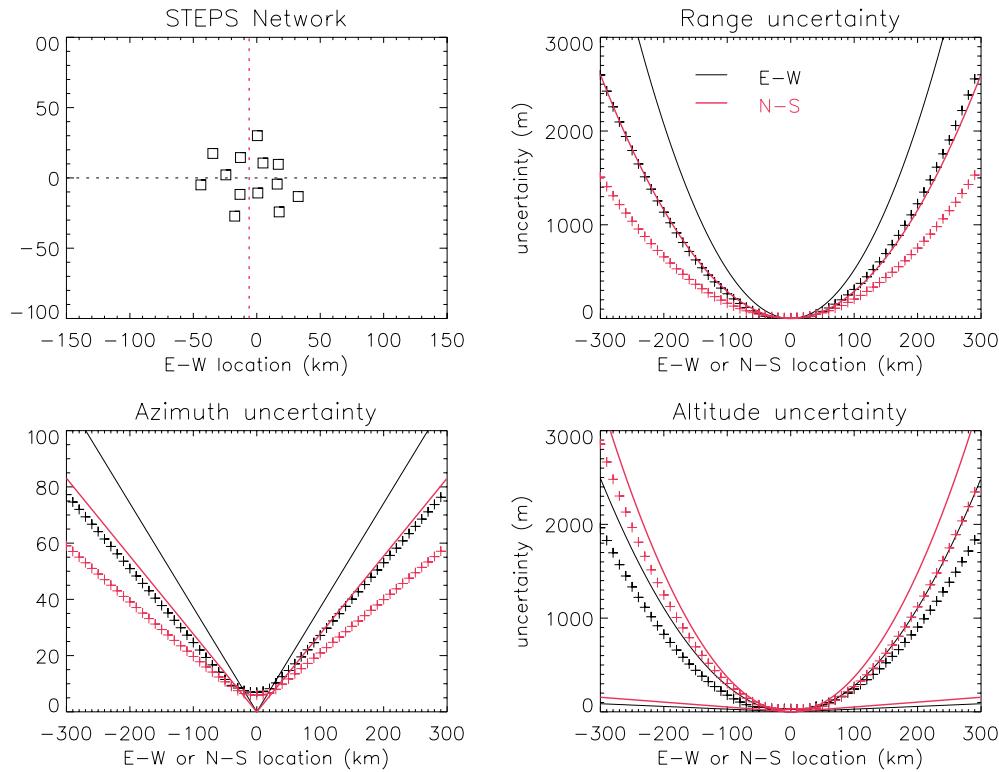 STEPS Network
00
50
0
-50
-100
-150 -100 -50 0 50 100 150
E-W location (km)
Range uncertainty
3000
2000
1000
0
uncertainty (m)
E-W
N-S
-300 -200 -100 0 100 200 300
E-W or N-S location (km)
Azimuth uncertainty
100
80
60
40
20
0
-300 -200 -100 0 100 200 300
E-W or N-S location (km)
Altitude uncertainty
3000
2000
1000
0
uncertainty (m)
-300 -200 -100 0 100 200 300
E-W or N-S location (km)